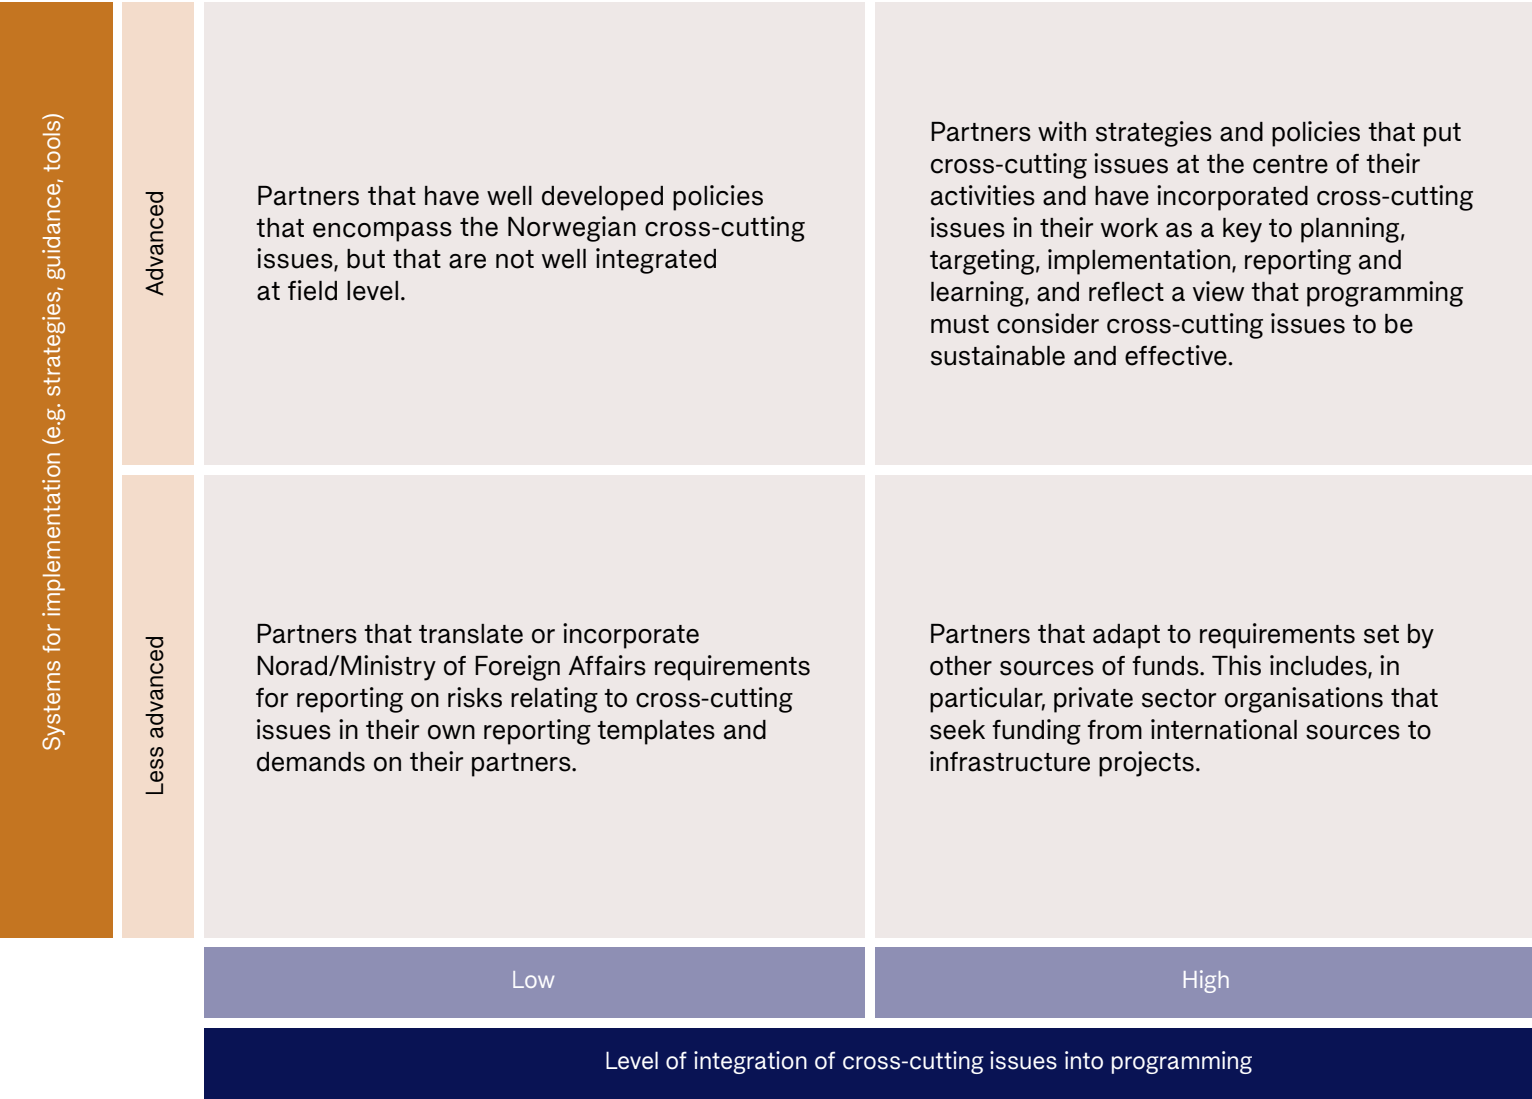 Systems for implementation (e.g. strategies, guidance, tools)
Advanced
Partners that have well developed policies
that encompass the Norwegian cross-cutting
issues, but that are not well integrated
at field level.
Partners with strategies and policies that put
cross-cutting issues at the centre of their
activities and have incorporated cross-cutting
issues in their work as a key to planning,
targeting, implementation, reporting and
learning, and reflect a view that programming
must consider cross-cutting issues to be
sustainable and effective.
Less advanced
Partners that translate or incorporate
Norad/Ministry of Foreign Affairs requirements
for reporting on risks relating to cross-cutting
issues in their own reporting templates and
demands on their partners.
Partners that adapt to requirements set by
other sources of funds. This includes, in
particular, private sector organisations that
seek funding from international sources to
infrastructure projects.
Low
High
Level of integration of cross-cutting issues into programming